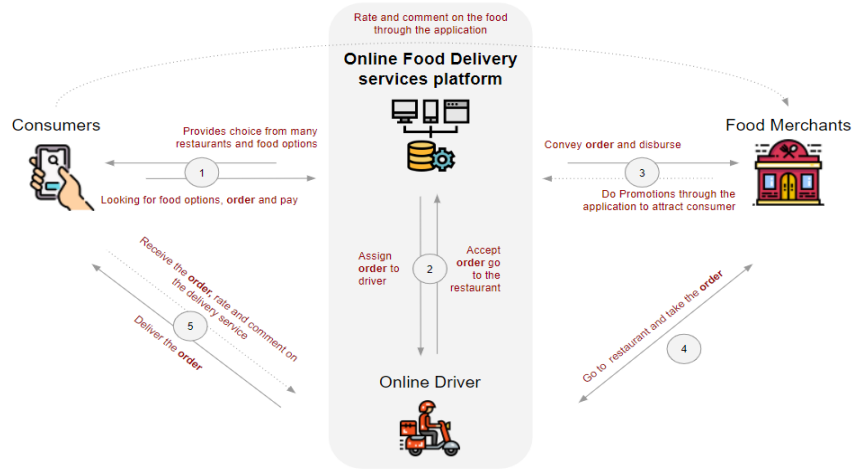 Rate and comment on the food
through the application
Online Food Delivery
services platform
Consumers
Food Merchants
Provides choice from many
restaurants and food options
1
Looking for food options, order and pay
Convey order and disburse
3
Do Promotions through the
application to attract consumer
Assign
order to
driver
2
Accept
order go
to the
restaurant
Receive the order, rate and comment on
the delivery service
5
Deliver the order
Go to restaurant and take the order
4
Online Driver